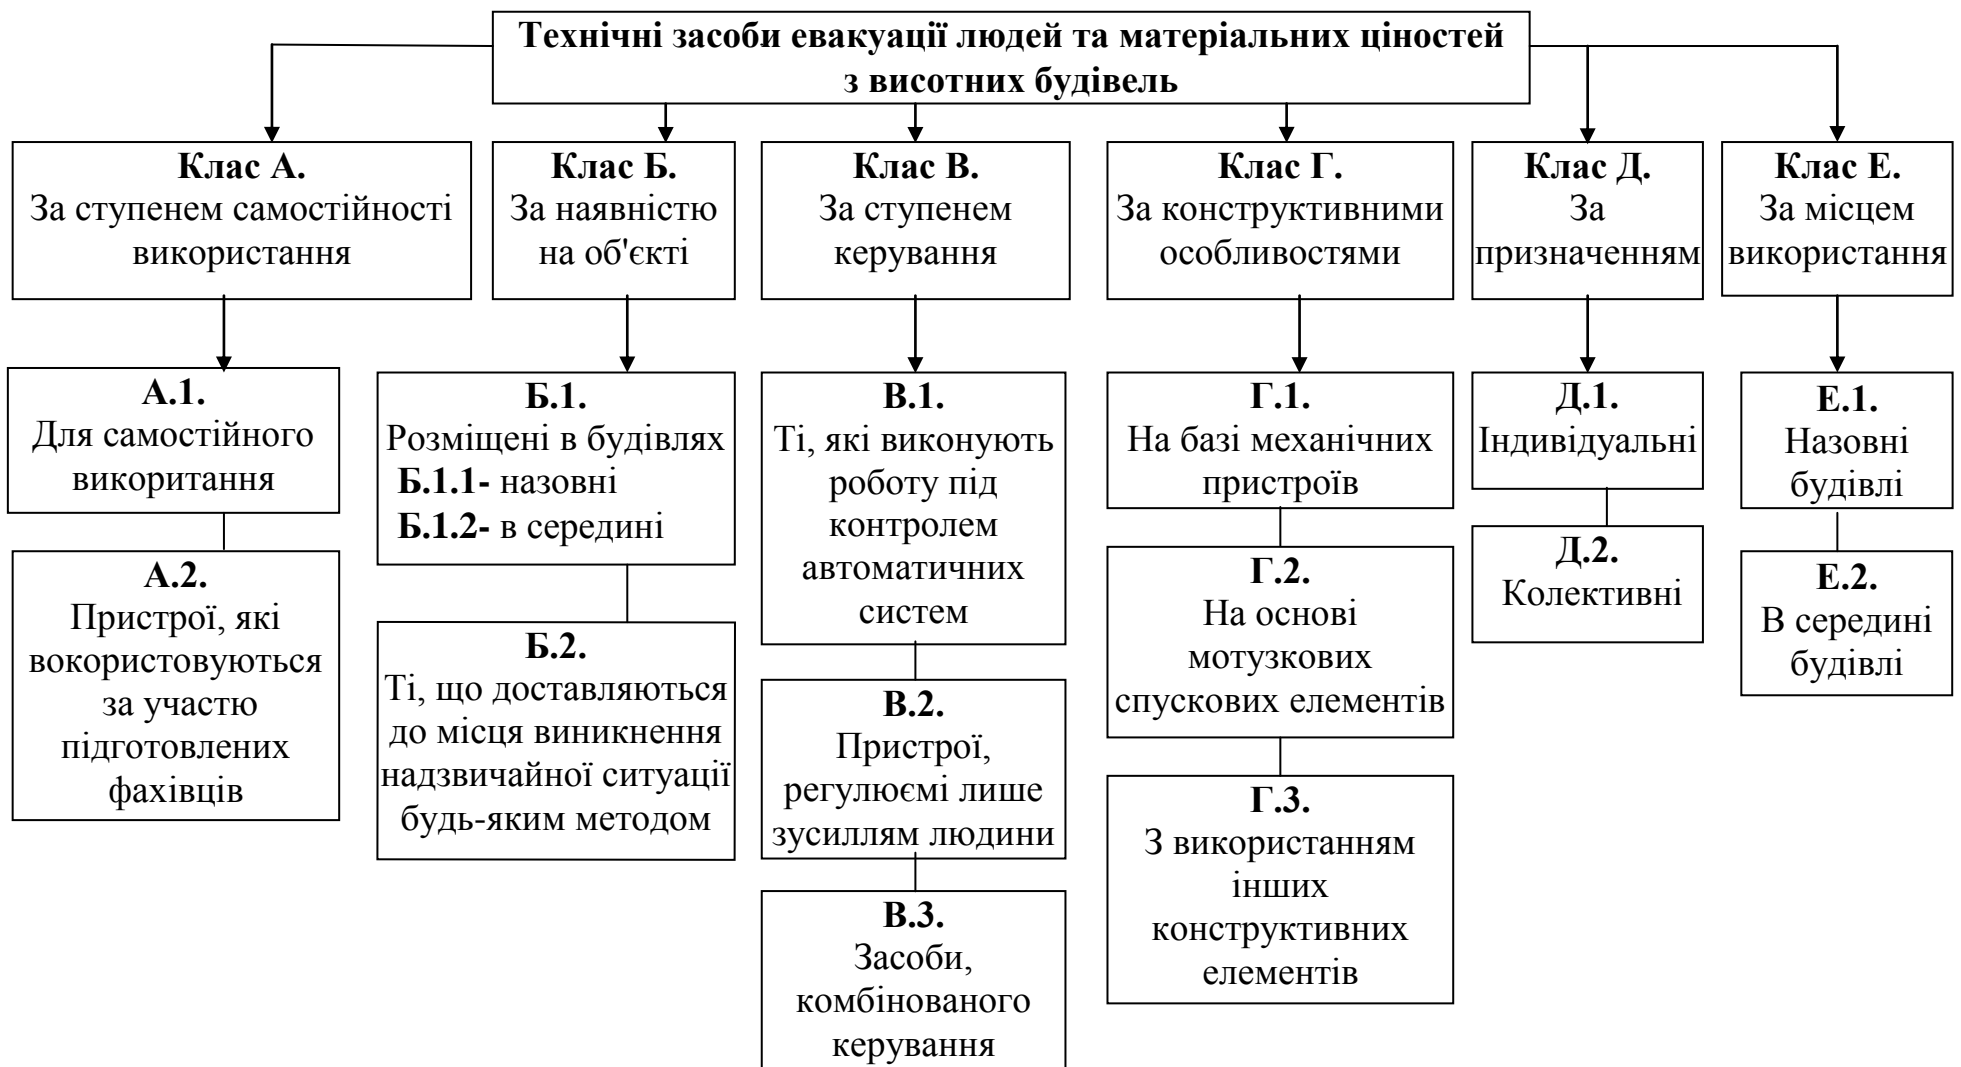 Технічні засоби евакуації людей та матеріальних цінностей
з висотних будівель
Клас А.
За ступенем самостійності
використання
Клас Б.
За наявністю
на об'єкті
Клас В.
За ступенем
керування
Клас Г.
За конструктивними
особливостями
Клас Д.
За
призначенням
Клас Е.
За місцем
використання
А.1.
Для самостійного
викоритання
А.2.
Пристрої, які
вокористовуються
за участю
підготовлених
фахівців
Б.1.
Розміщені в будівлях
Б.1.1- назовні
Б.1.2- в середині
Б.2.
Ті, що доставляються
до місця виникнення
надзвичайної ситуації
будь-яким методом
В.1.
Ті, які виконують
роботу під
контролем
автоматичних
систем
В.2.
Пристрої,
регулюємі лише
зусиллям людини
В.3.
Засоби,
комбінованого
керування
Г.1.
На базі механічних
пристроїв
Г.2.
На основі
мотузкових
спускових елементів
Г.3.
З використанням
інших
конструктивних
елементів
Д.1.
Індивідуальні
Д.2.
Колективні
Е.1.
Назовні
будівлі
Е.2.
В середині
будівлі